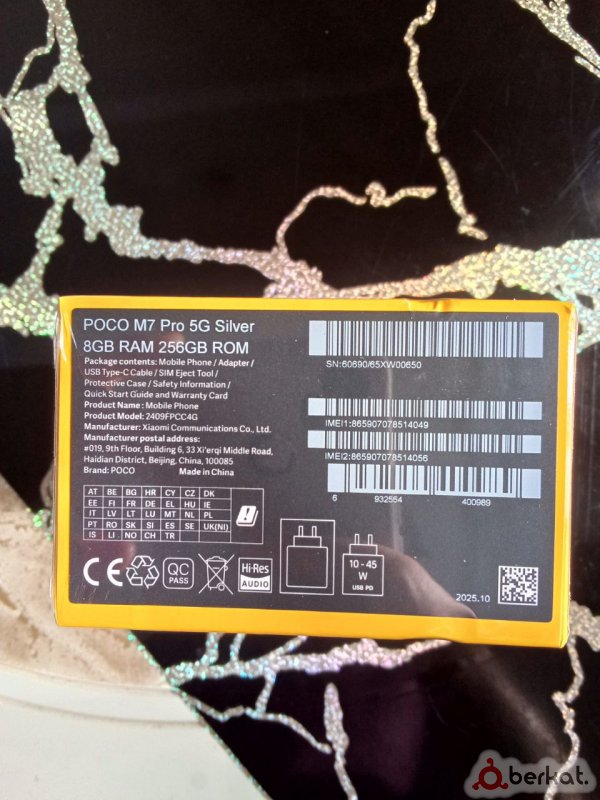 POCO M7 Pro 5G Silver
8GB RAM 256GB ROM
Package contents: Mobile Phone / Adapter /
USB Type-C Cable / SIM Eject Tool /
Protective Case / Safety Information /
Quick Start Guide and Warranty Card
Product Name: Mobile Phone
Product Model: 2409FPCC4G
Manufacturer: Xiaomi Communications Co., Ltd.
Manufacturer postal address:
#019, 9th Floor, Building 6, 33 Xi'erqi Middle Road,
Haidian District, Beijing, China, 100085
Brand: POCO Made in China
SN:60690/65XW00650
IMEI1:865907078514049
IMEI2:865907078514056
6 932554 400989
AT BE BG HR CY CZ DK
EE FI FR DE EL HU IE
IT LV LT LU MT NL PL
PT RO SK SI ES SE UK(NI)
IS LI NO CH TR
CE
QC
PASS
Hi-Res
AUDIO
10 - 45
W
USB PD
2025.10
berkat.